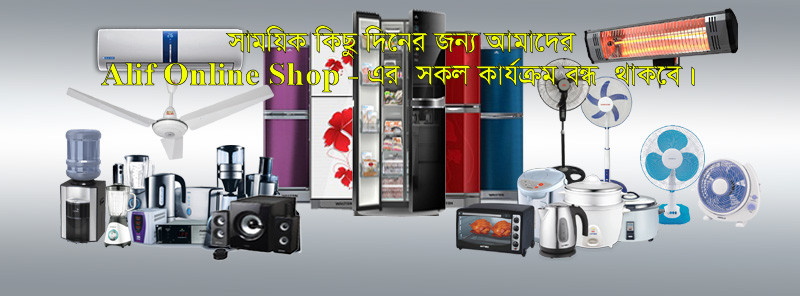 সাময়িক কিছু দিনের জন্য আমাদের
Alif Online Shop - এর সকল কার্যক্রম বন্ধ থাকবে।